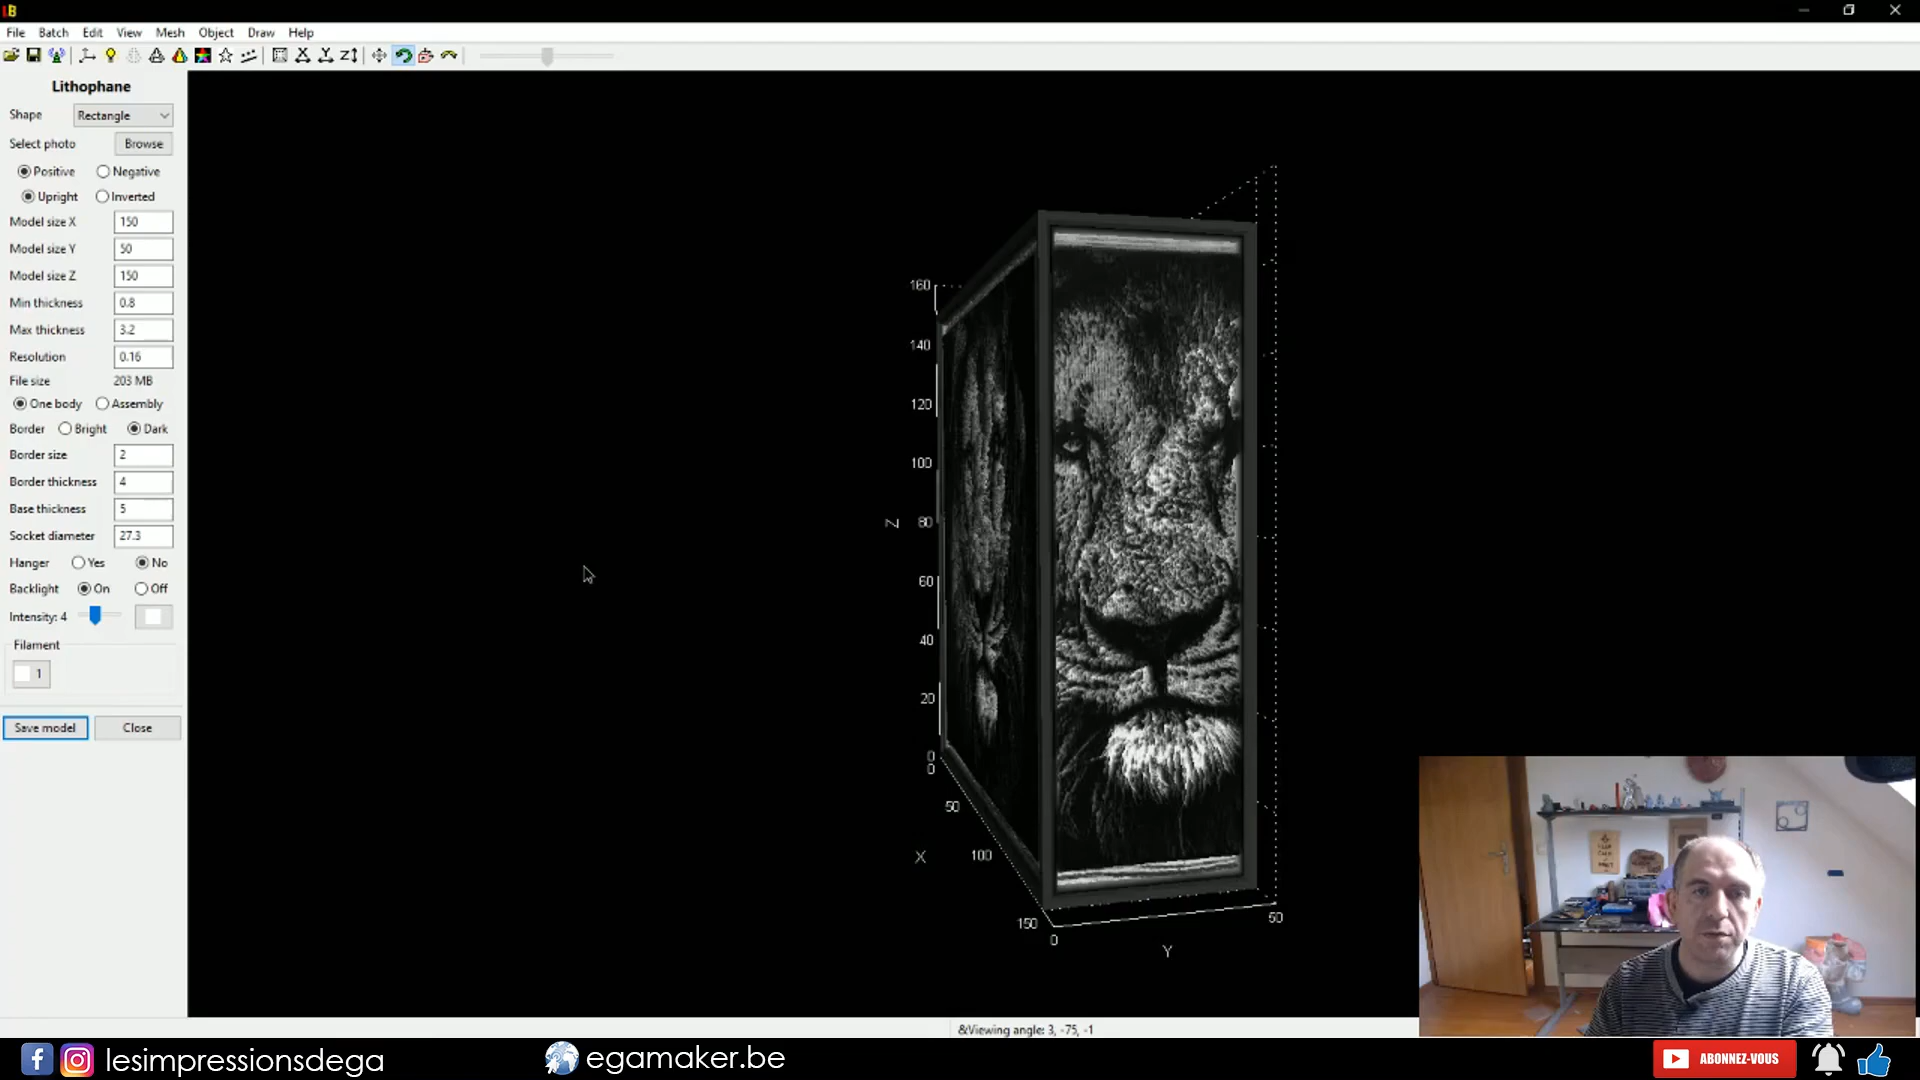 LB
File Batch Edit View Mesh Object Draw Help
Lithophane
Shape Rectangle
Select photo Browse
Positive Negative
Upright Inverted
Model size X 150
Model size Y 50
Model size Z 150
Min thickness 0.8
Max thickness 3.2
Resolution 0.16
File size 203 MB
One body Assembly
Border Bright Dark
Border size 2
Border thickness 4
Base thickness 5
Socket diameter 27.3
Hanger Yes No
Backlight On Off
Intensity: 4
Filament
1
Save model Close
160
140
120
100
Z 80
60
40
20
0
0
50
X 100
150
0
50
Y
&Viewing angle: 3, -75, -1
lesimpressionsdega egamaker.be ABONNEZ-VOUS